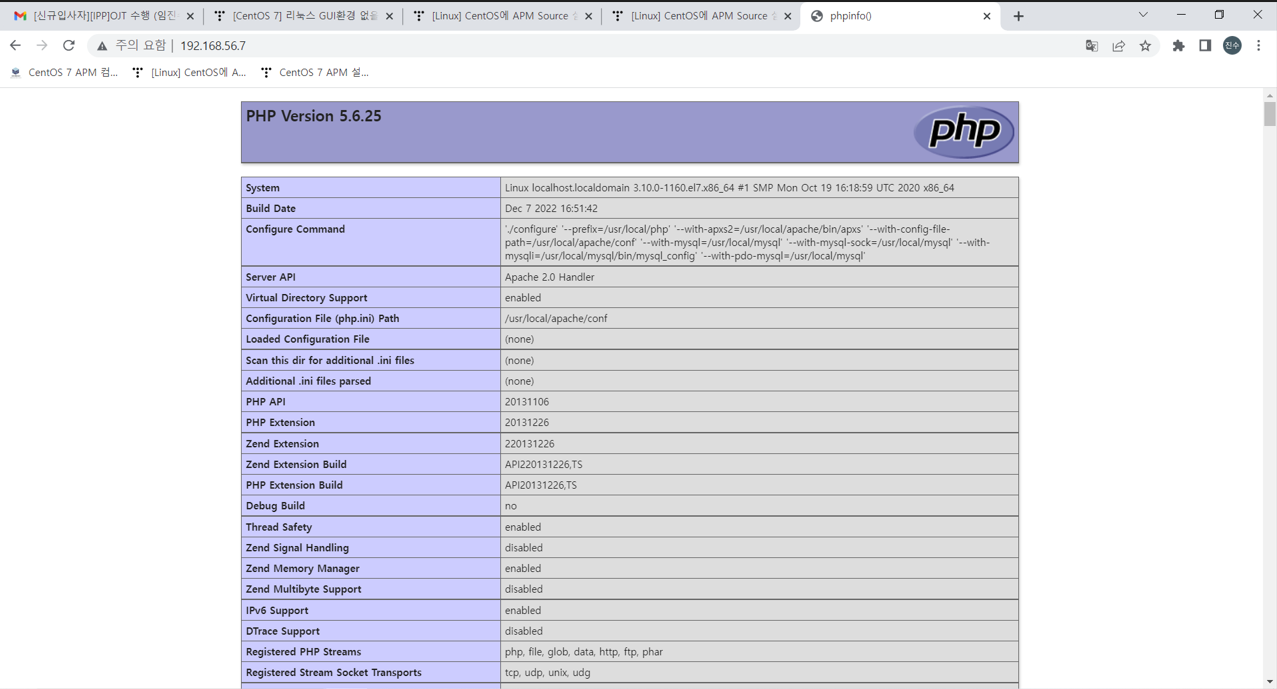 [신규입사자][IPP]OJT 수행 (임진
[CentOS 7] 리눅스 GUI환경 없을
[Linux] CentOS에 APM Source
[Linux] CentOS에 APM Source
phpinfo()
주의 요함 | 192.168.56.7
진수
CentOS 7 APM 컴...
[Linux] CentOS에 A...
CentOS 7 APM 설...
PHP Version 5.6.25
php
System Linux localhost.localdomain 3.10.0-1160.el7.x86_64 #1 SMP Mon Oct 19 16:18:59 UTC 2020 x86_64
Build Date Dec 7 2022 16:51:42
Configure Command './configure' '--prefix=/usr/local/php' '--with-apxs2=/usr/local/apache/bin/apxs' '--with-config-file-
path=/usr/local/apache/conf' '--with-mysql=/usr/local/mysql' '--with-mysql-sock=/usr/local/mysql' '--with-
mysqli=/usr/local/mysql/bin/mysql_config' '--with-pdo-mysql=/usr/local/mysql'
Server API Apache 2.0 Handler
Virtual Directory Support enabled
Configuration File (php.ini) Path /usr/local/apache/conf
Loaded Configuration File (none)
Scan this dir for additional .ini files (none)
Additional .ini files parsed (none)
PHP API 20131106
PHP Extension 20131226
Zend Extension 220131226
Zend Extension Build API220131226,TS
PHP Extension Build API20131226,TS
Debug Build no
Thread Safety enabled
Zend Signal Handling disabled
Zend Memory Manager enabled
Zend Multibyte Support disabled
IPv6 Support enabled
DTrace Support disabled
Registered PHP Streams php, file, glob, data, http, ftp, phar
Registered Stream Socket Transports tcp, udp, unix, udg